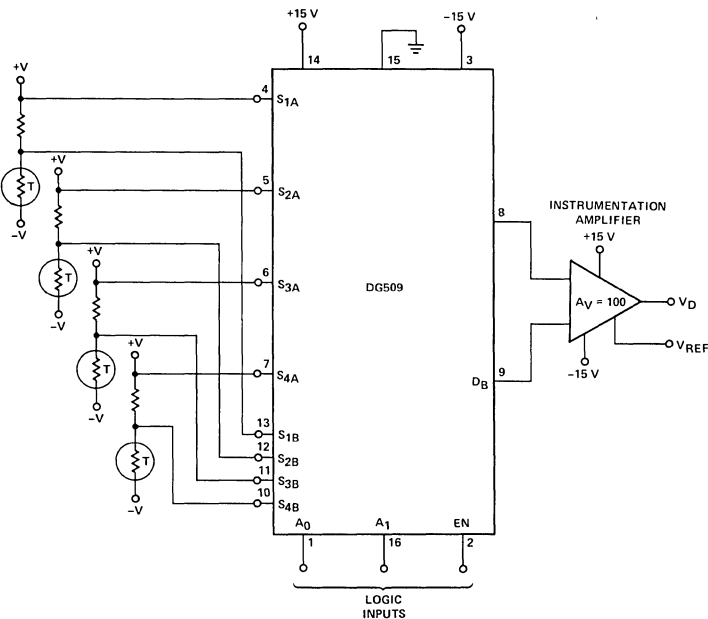 +15 V
−15 V
14
15
3
+V
4
S1A
T
−V
+V
5
S2A
T
−V
+V
6
S3A
T
−V
+V
7
S4A
T
−V
13
S1B
12
S2B
11
S3B
10
S4B
DG509
8
9
DB
INSTRUMENTATION
AMPLIFIER
+15 V
AV = 100
VD
VREF
−15 V
A0
A1
EN
1
16
2
LOGIC
INPUTS